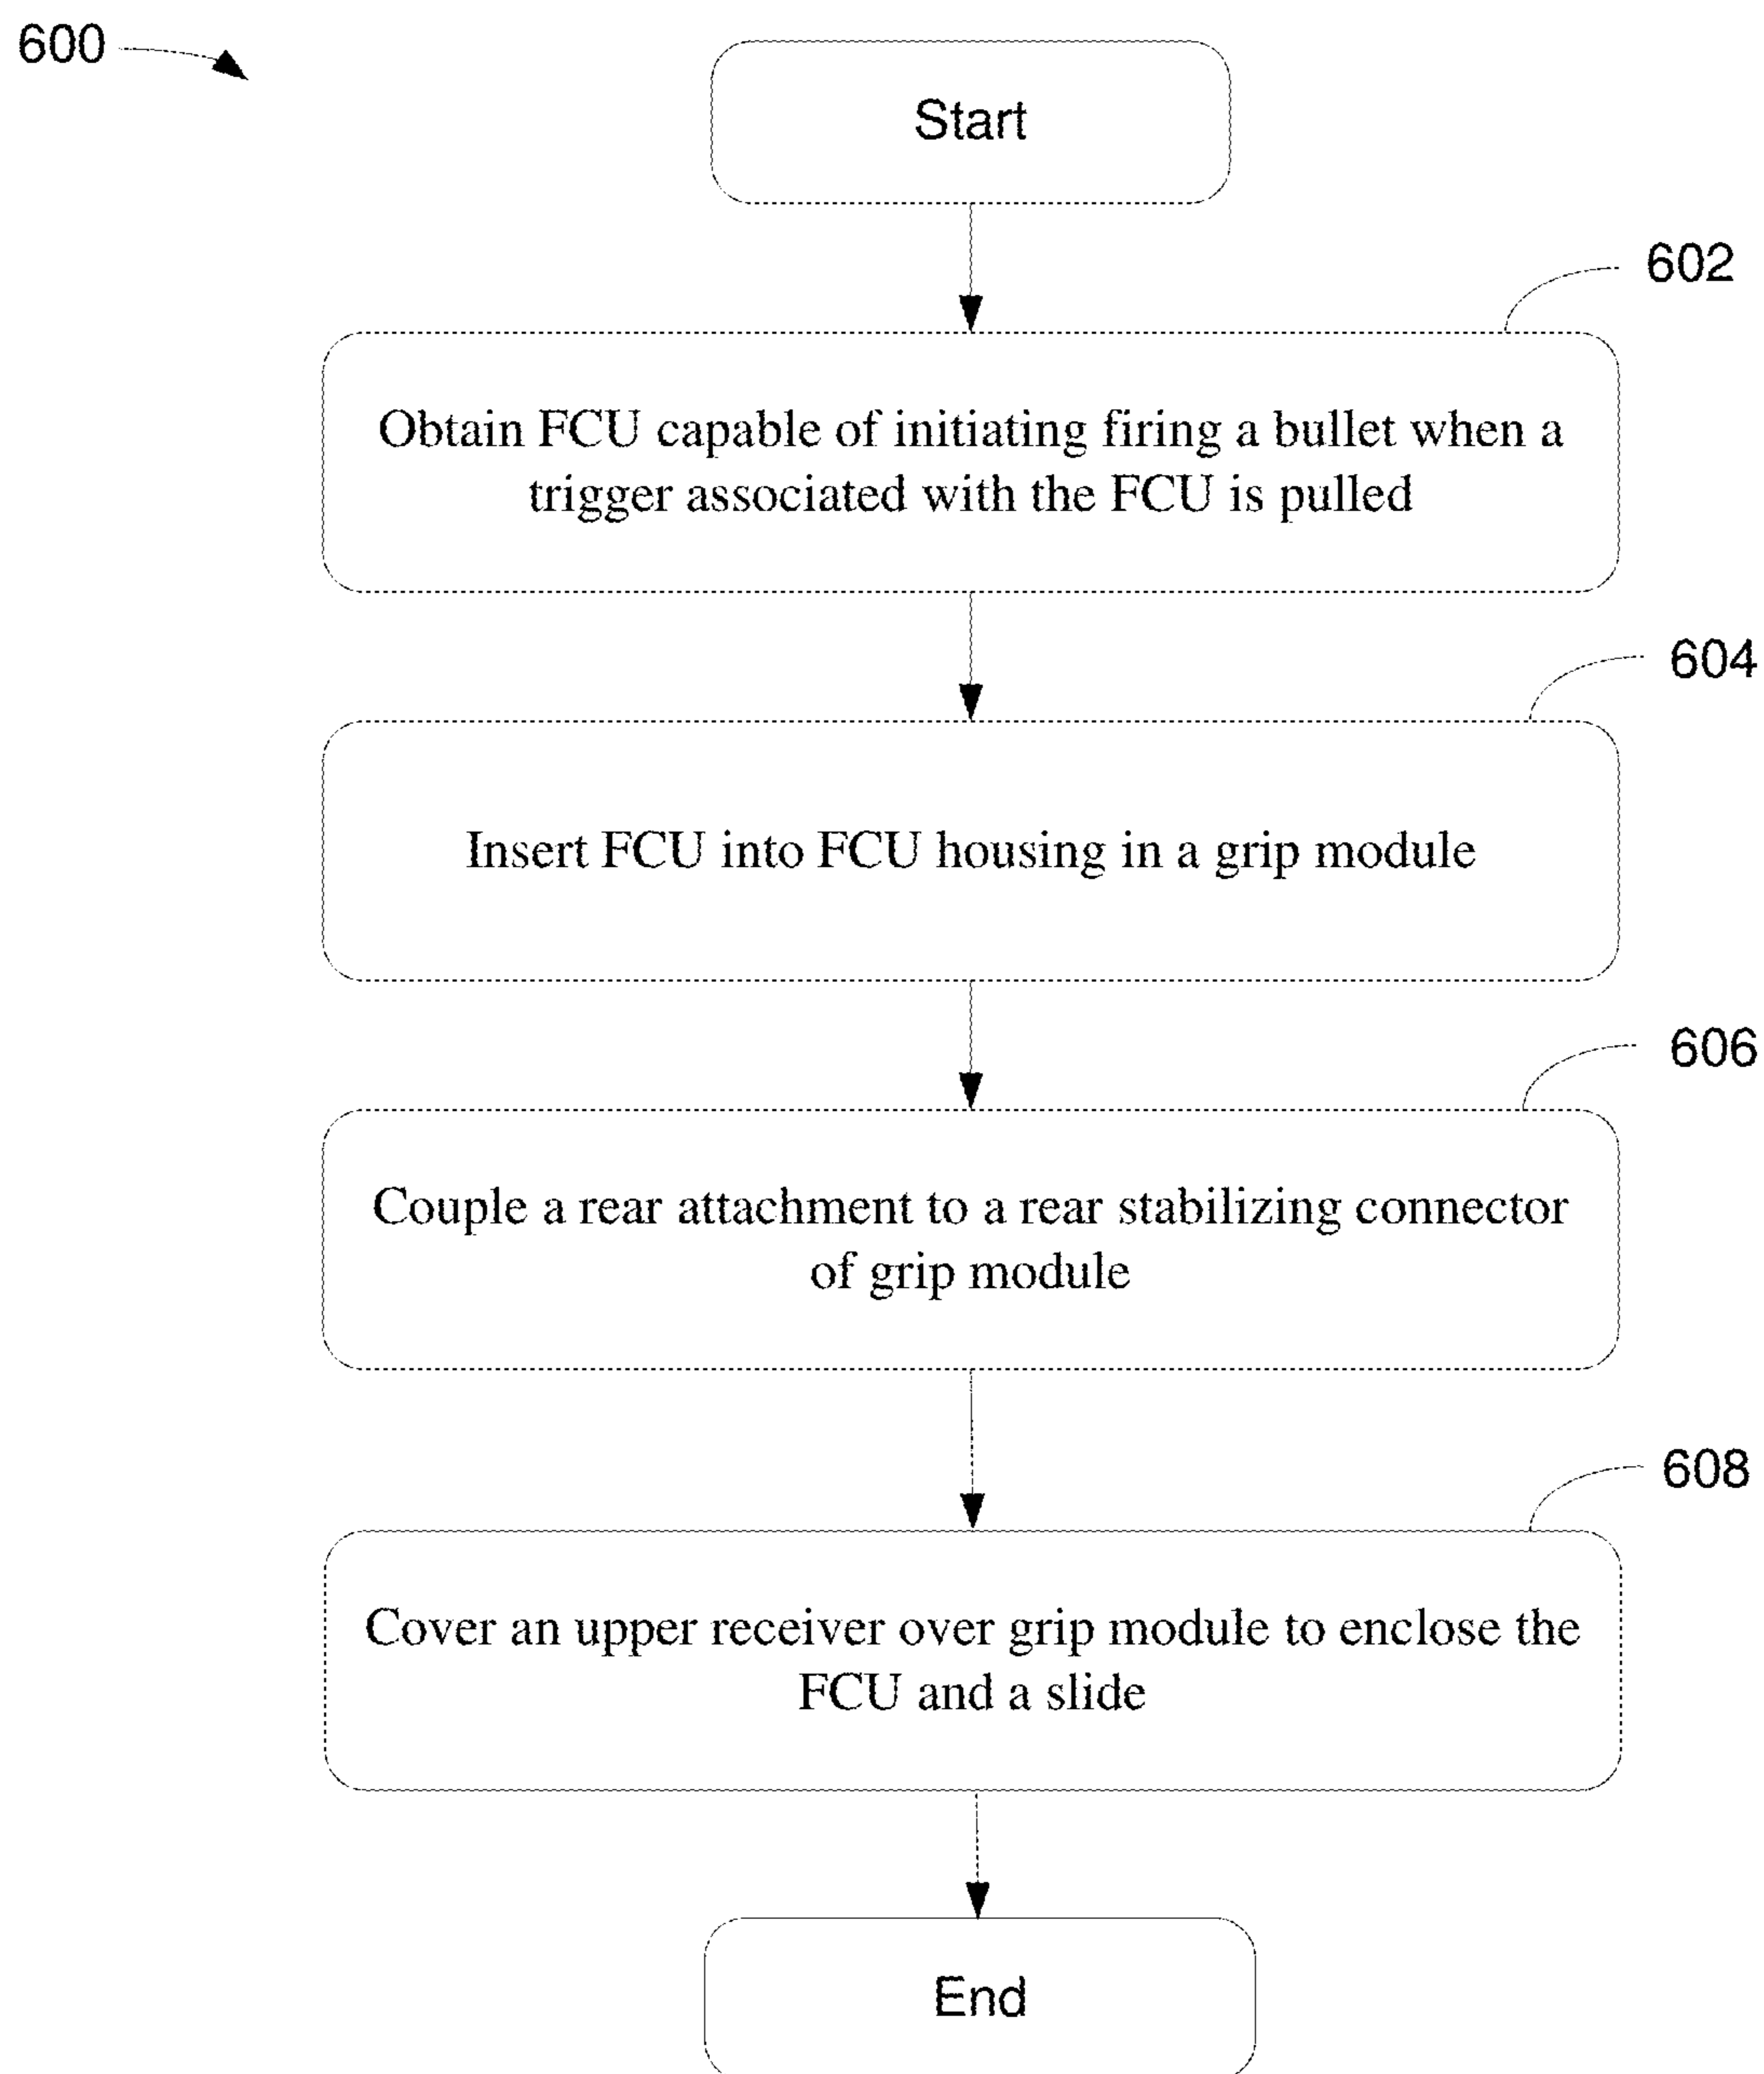 600
Start
602
Obtain FCU capable of initiating firing a bullet when a
trigger associated with the FCU is pulled
604
Insert FCU into FCU housing in a grip module
606
Couple a rear attachment to a rear stabilizing connector
of grip module
608
Cover an upper receiver over grip module to enclose the
FCU and a slide
End